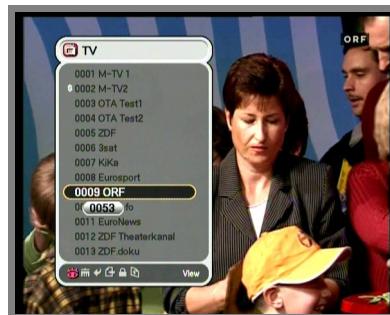 ORF
TV
0001 M-TV 1
0002 M-TV2
0003 OTA Test1
0004 OTA Test2
0005 ZDF
0006 3sat
0007 KiKa
0008 Eurosport
0009 ORF
0053
0011 EuroNews
0012 ZDF Theaterkanal
0013 ZDF.doku
View